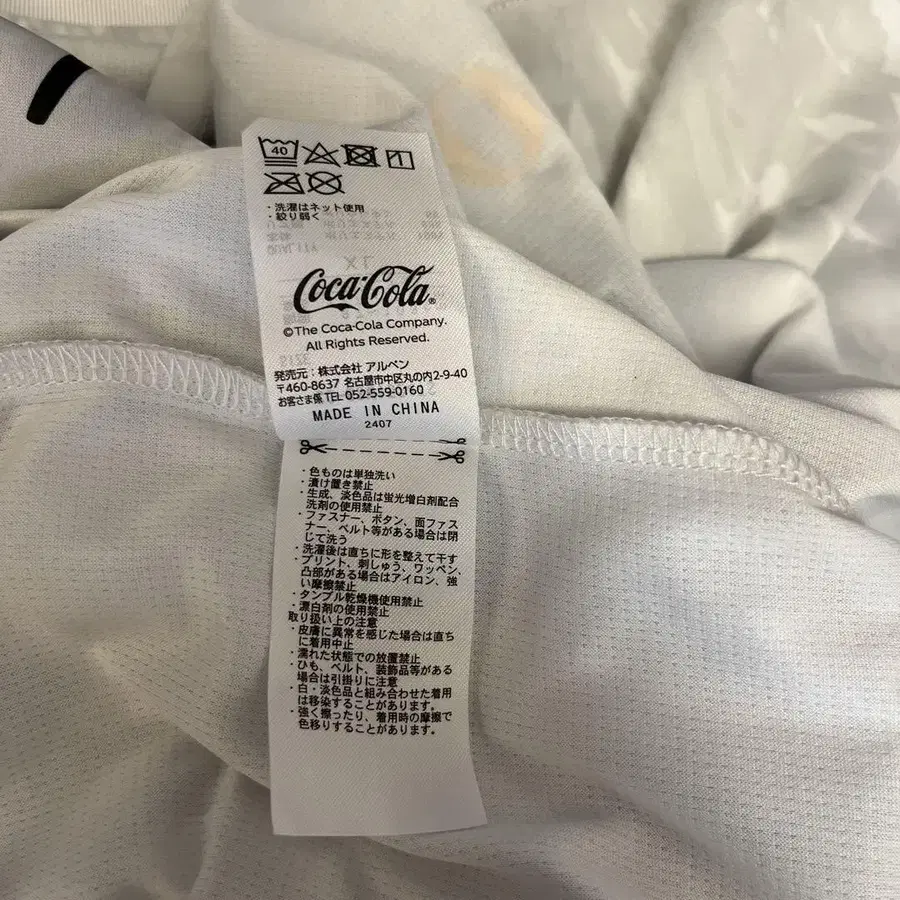 40
・洗濯はネット使用
・絞り弱く
Coca-Cola®
©The Coca-Cola Company.
All Rights Reserved.
発売元：株式会社 アルペン
〒460-8637 名古屋市中区丸の内2-9-40
お客さま係 TEL 052-559-0160
MADE IN CHINA
2407
・色ものは単独洗い
・漬け置き禁止
・生成、淡色品は蛍光増白剤配合
洗剤の使用禁止
・ファスナー、ボタン、面ファス
ナー、ベルト等がある場合は閉
じて洗う
・洗濯後は直ちに形を整えて干す
・プリント、刺しゅう、ワッペン、
凸部がある場合はアイロン、強
い摩擦禁止
・タンブル乾燥機使用禁止
・漂白剤の使用禁止
取り扱い上の注意
・皮膚に異常を感じた場合は直ち
に着用中止
・濡れた状態での放置禁止
・ひも、ベルト、装飾品等がある
場合は引掛りに注意
・白・淡色品と組み合わせた着用
は移染することがあります。
・強く擦ったり、着用時の摩擦で
色移りすることがあります。